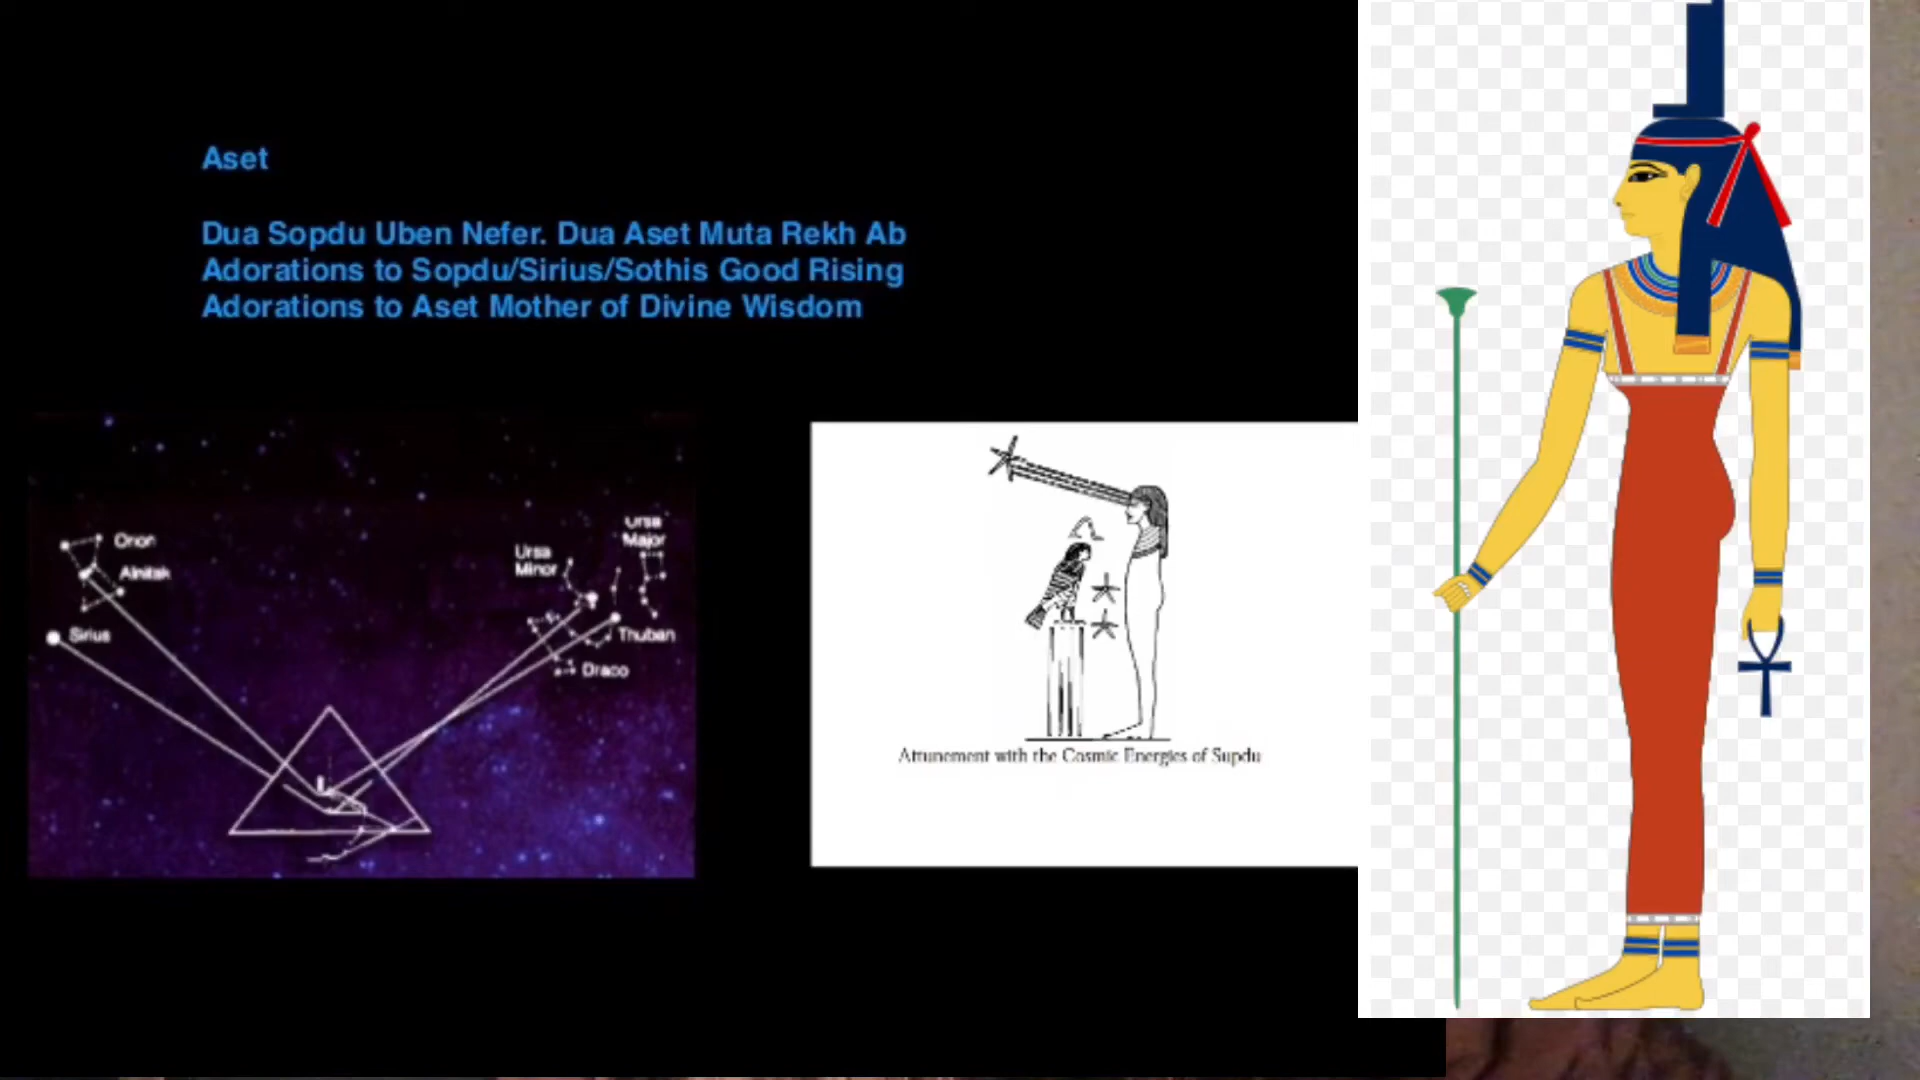 Aset
Dua Sopdu Uben Nefer. Dua Aset Muta Rekh Ab
Adorations to Sopdu/Sirius/Sothis Good Rising
Adorations to Aset Mother of Divine Wisdom
Orion
Alnitak
Sirius
Ursa
Minor
Ursa
Major
Thuban
Draco
Attunement with the Cosmic Energies of Supdu